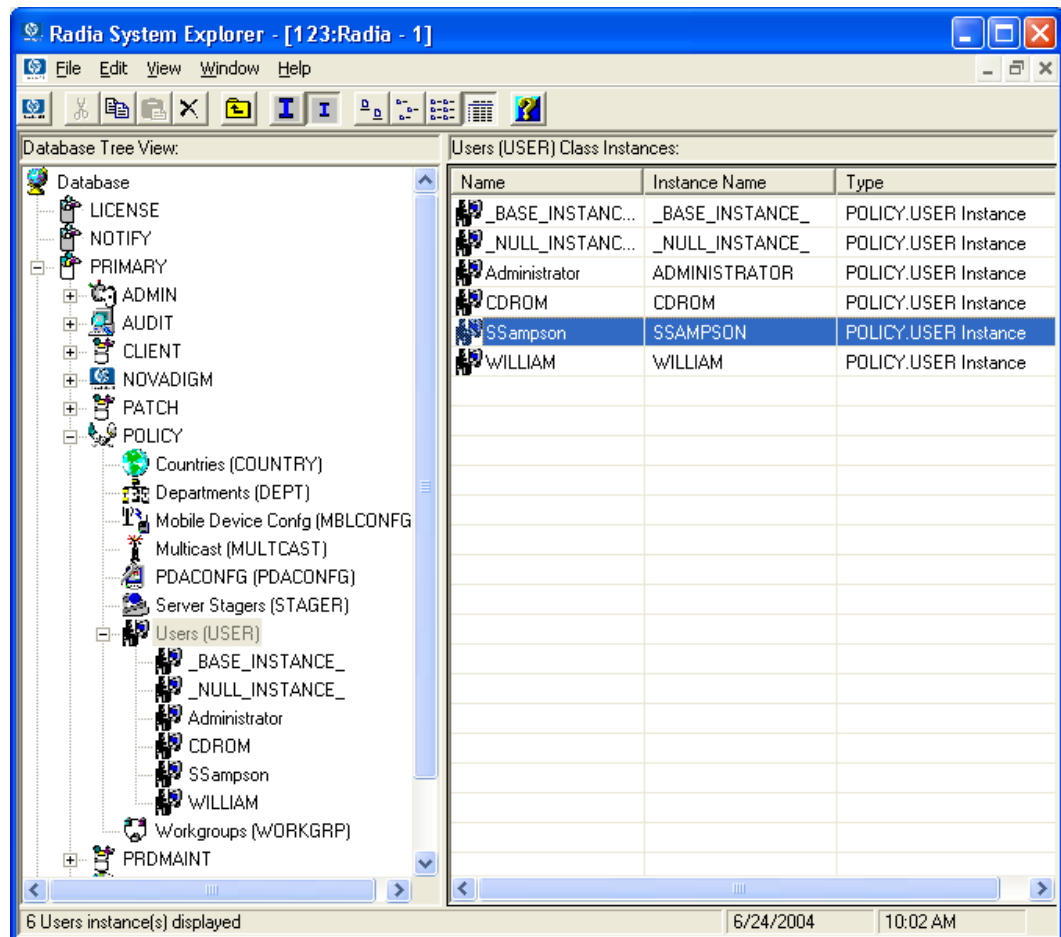 Radia System Explorer - [123:Radia - 1]
File Edit View Window Help
Database Tree View:
Database
LICENSE
NOTIFY
PRIMARY
ADMIN
AUDIT
CLIENT
NOVADIGM
PATCH
POLICY
Countries (COUNTRY)
Departments (DEPT)
Mobile Device Confg (MBLCONFG
Multicast (MULTCAST)
PDACONFG (PDACONFG)
Server Stagers (STAGER)
Users (USER)
_BASE_INSTANCE_
_NULL_INSTANCE_
Administrator
CDROM
SSampson
WILLIAM
Workgroups (WORKGRP)
PRDMAINT
Users (USER) Class Instances:
Name Instance Name Type
_BASE_INSTANC... _BASE_INSTANCE_ POLICY.USER Instance
_NULL_INSTANC... _NULL_INSTANCE_ POLICY.USER Instance
Administrator ADMINISTRATOR POLICY.USER Instance
CDROM CDROM POLICY.USER Instance
SSampson SSAMPSON POLICY.USER Instance
WILLIAM WILLIAM POLICY.USER Instance
6 Users instance(s) displayed 6/24/2004 10:02 AM